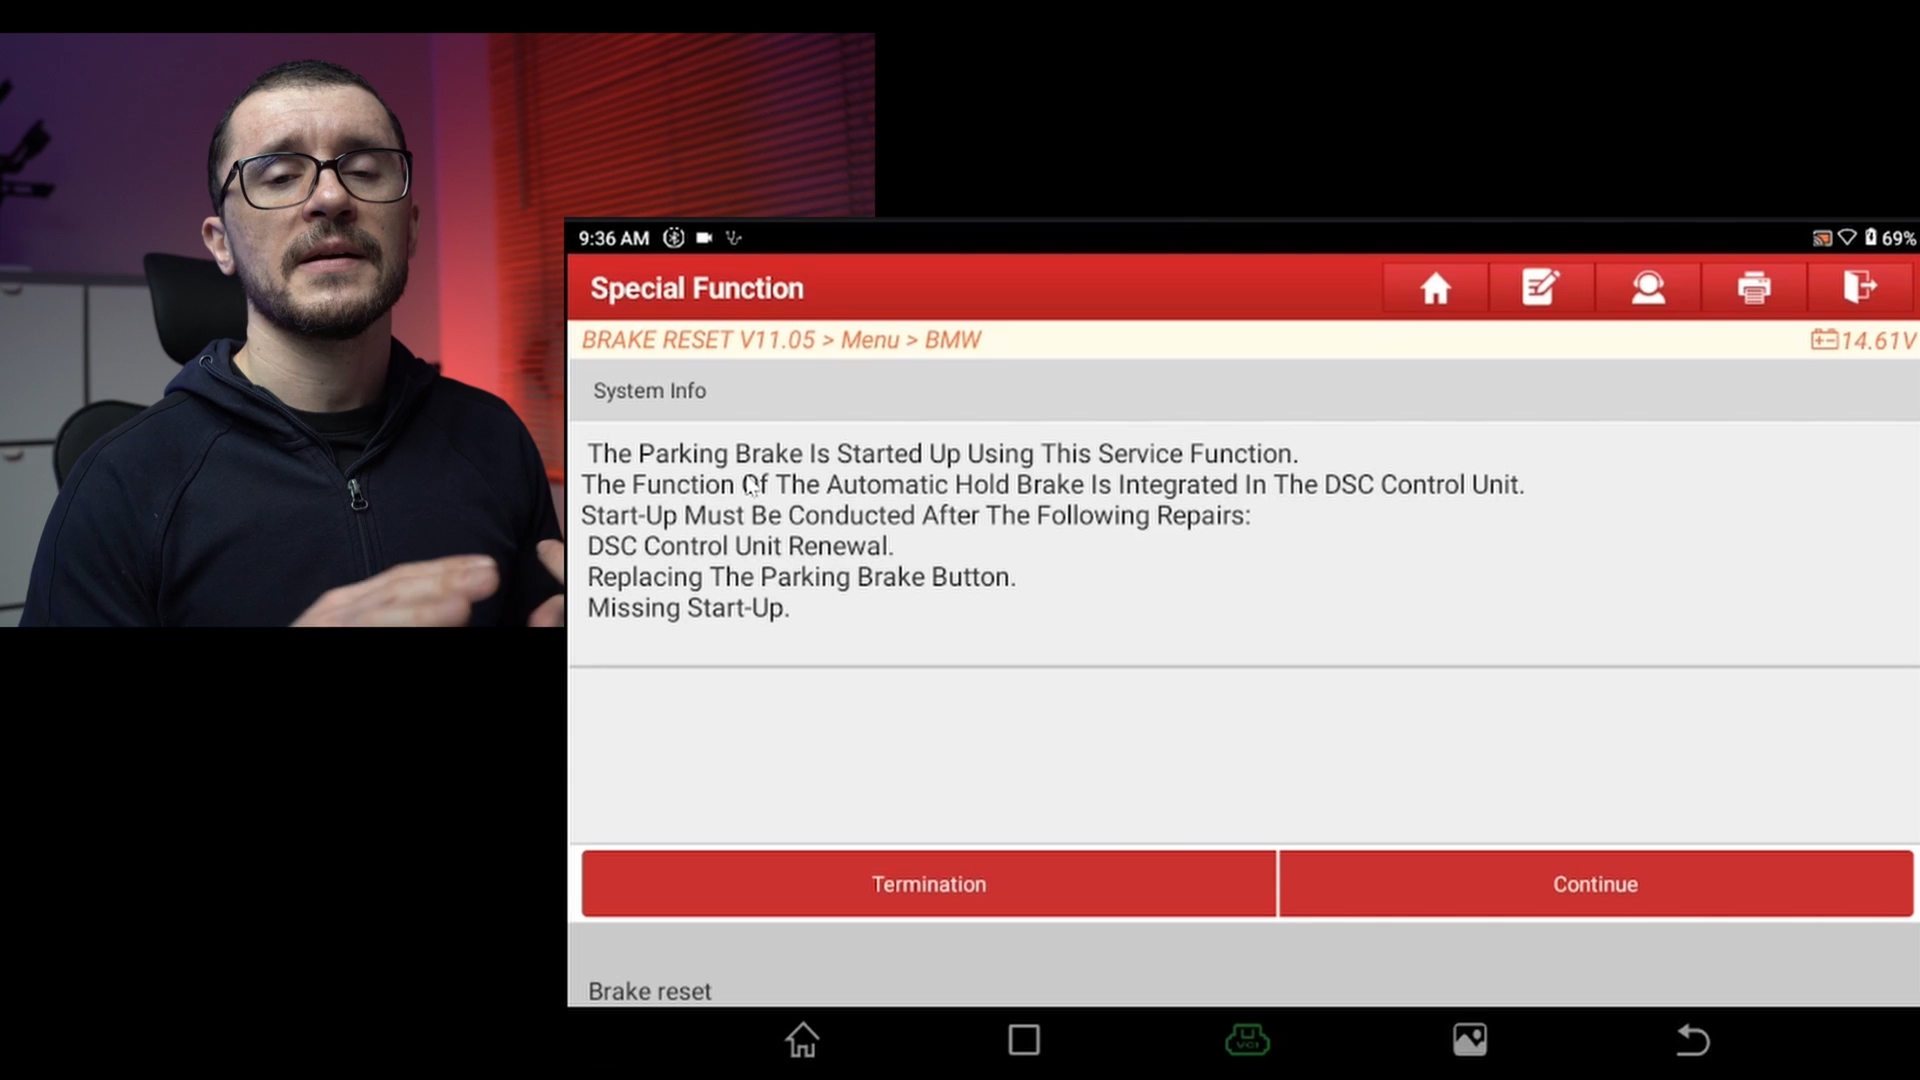 9:36 AM
69%
Special Function
BRAKE RESET V11.05 > Menu > BMW
14.61V
System Info
The Parking Brake Is Started Up Using This Service Function.
The Function Of The Automatic Hold Brake Is Integrated In The DSC Control Unit.
Start-Up Must Be Conducted After The Following Repairs:
DSC Control Unit Renewal.
Replacing The Parking Brake Button.
Missing Start-Up.
Termination
Continue
Brake reset
VCI